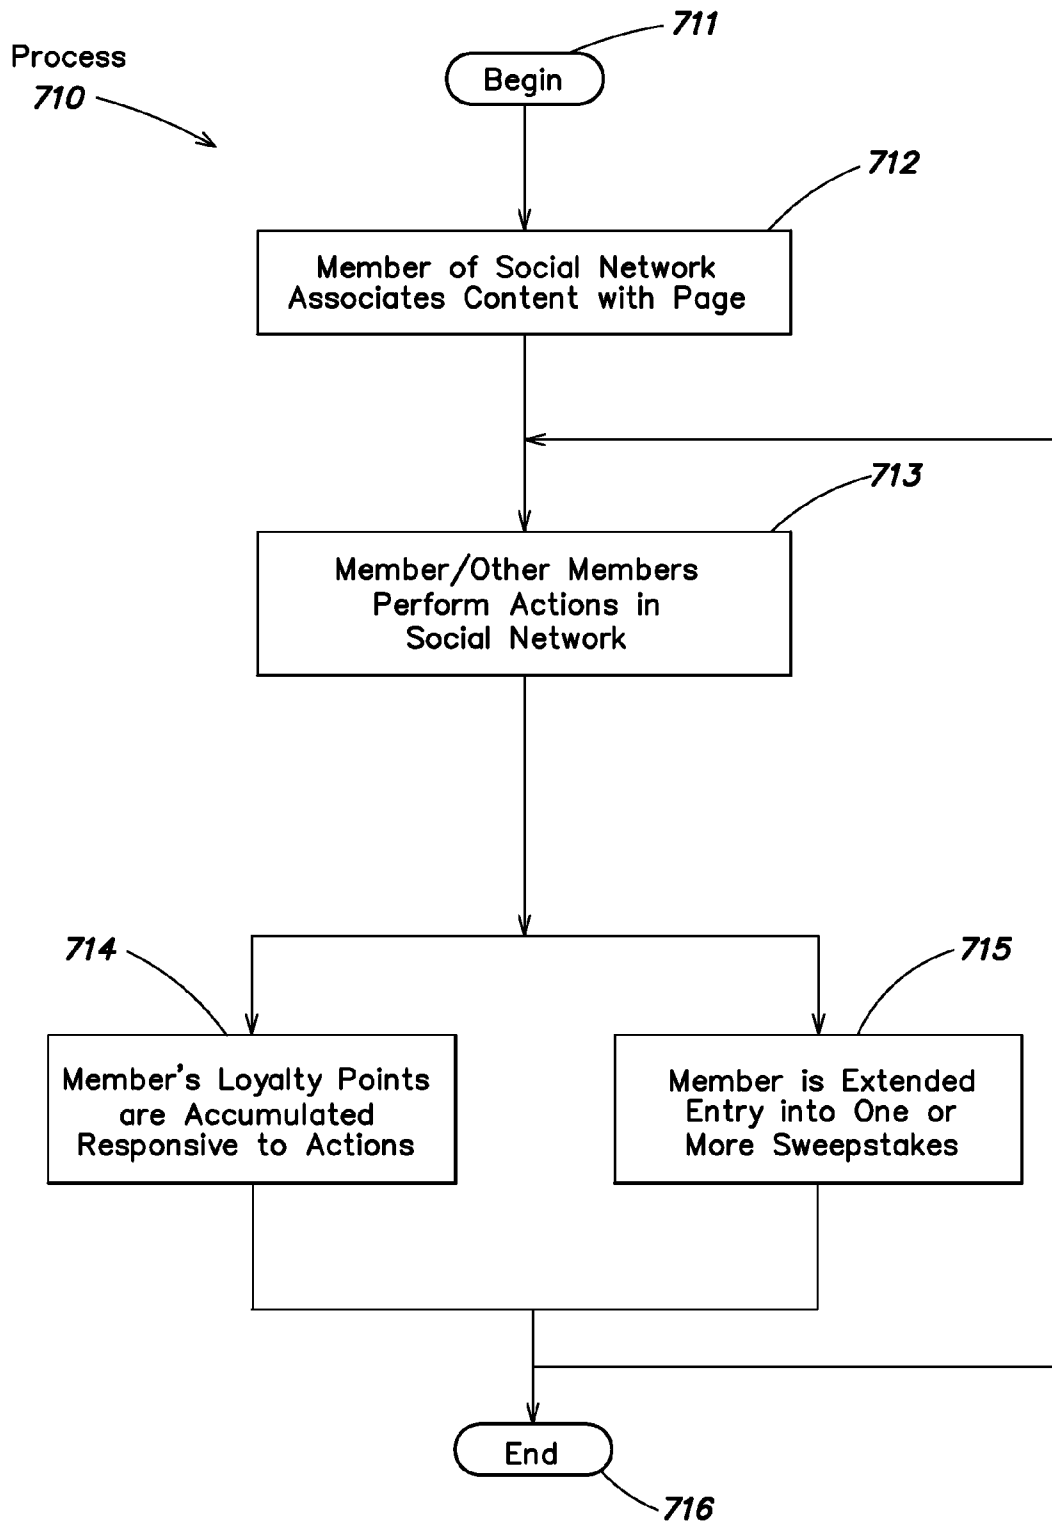 711
Process
710
Begin
712
Member of Social Network
Associates Content with Page
713
Member/Other Members
Perform Actions in
Social Network
714
715
Member's Loyalty Points
are Accumulated
Responsive to Actions
Member is Extended
Entry into One or
More Sweepstakes
End
716